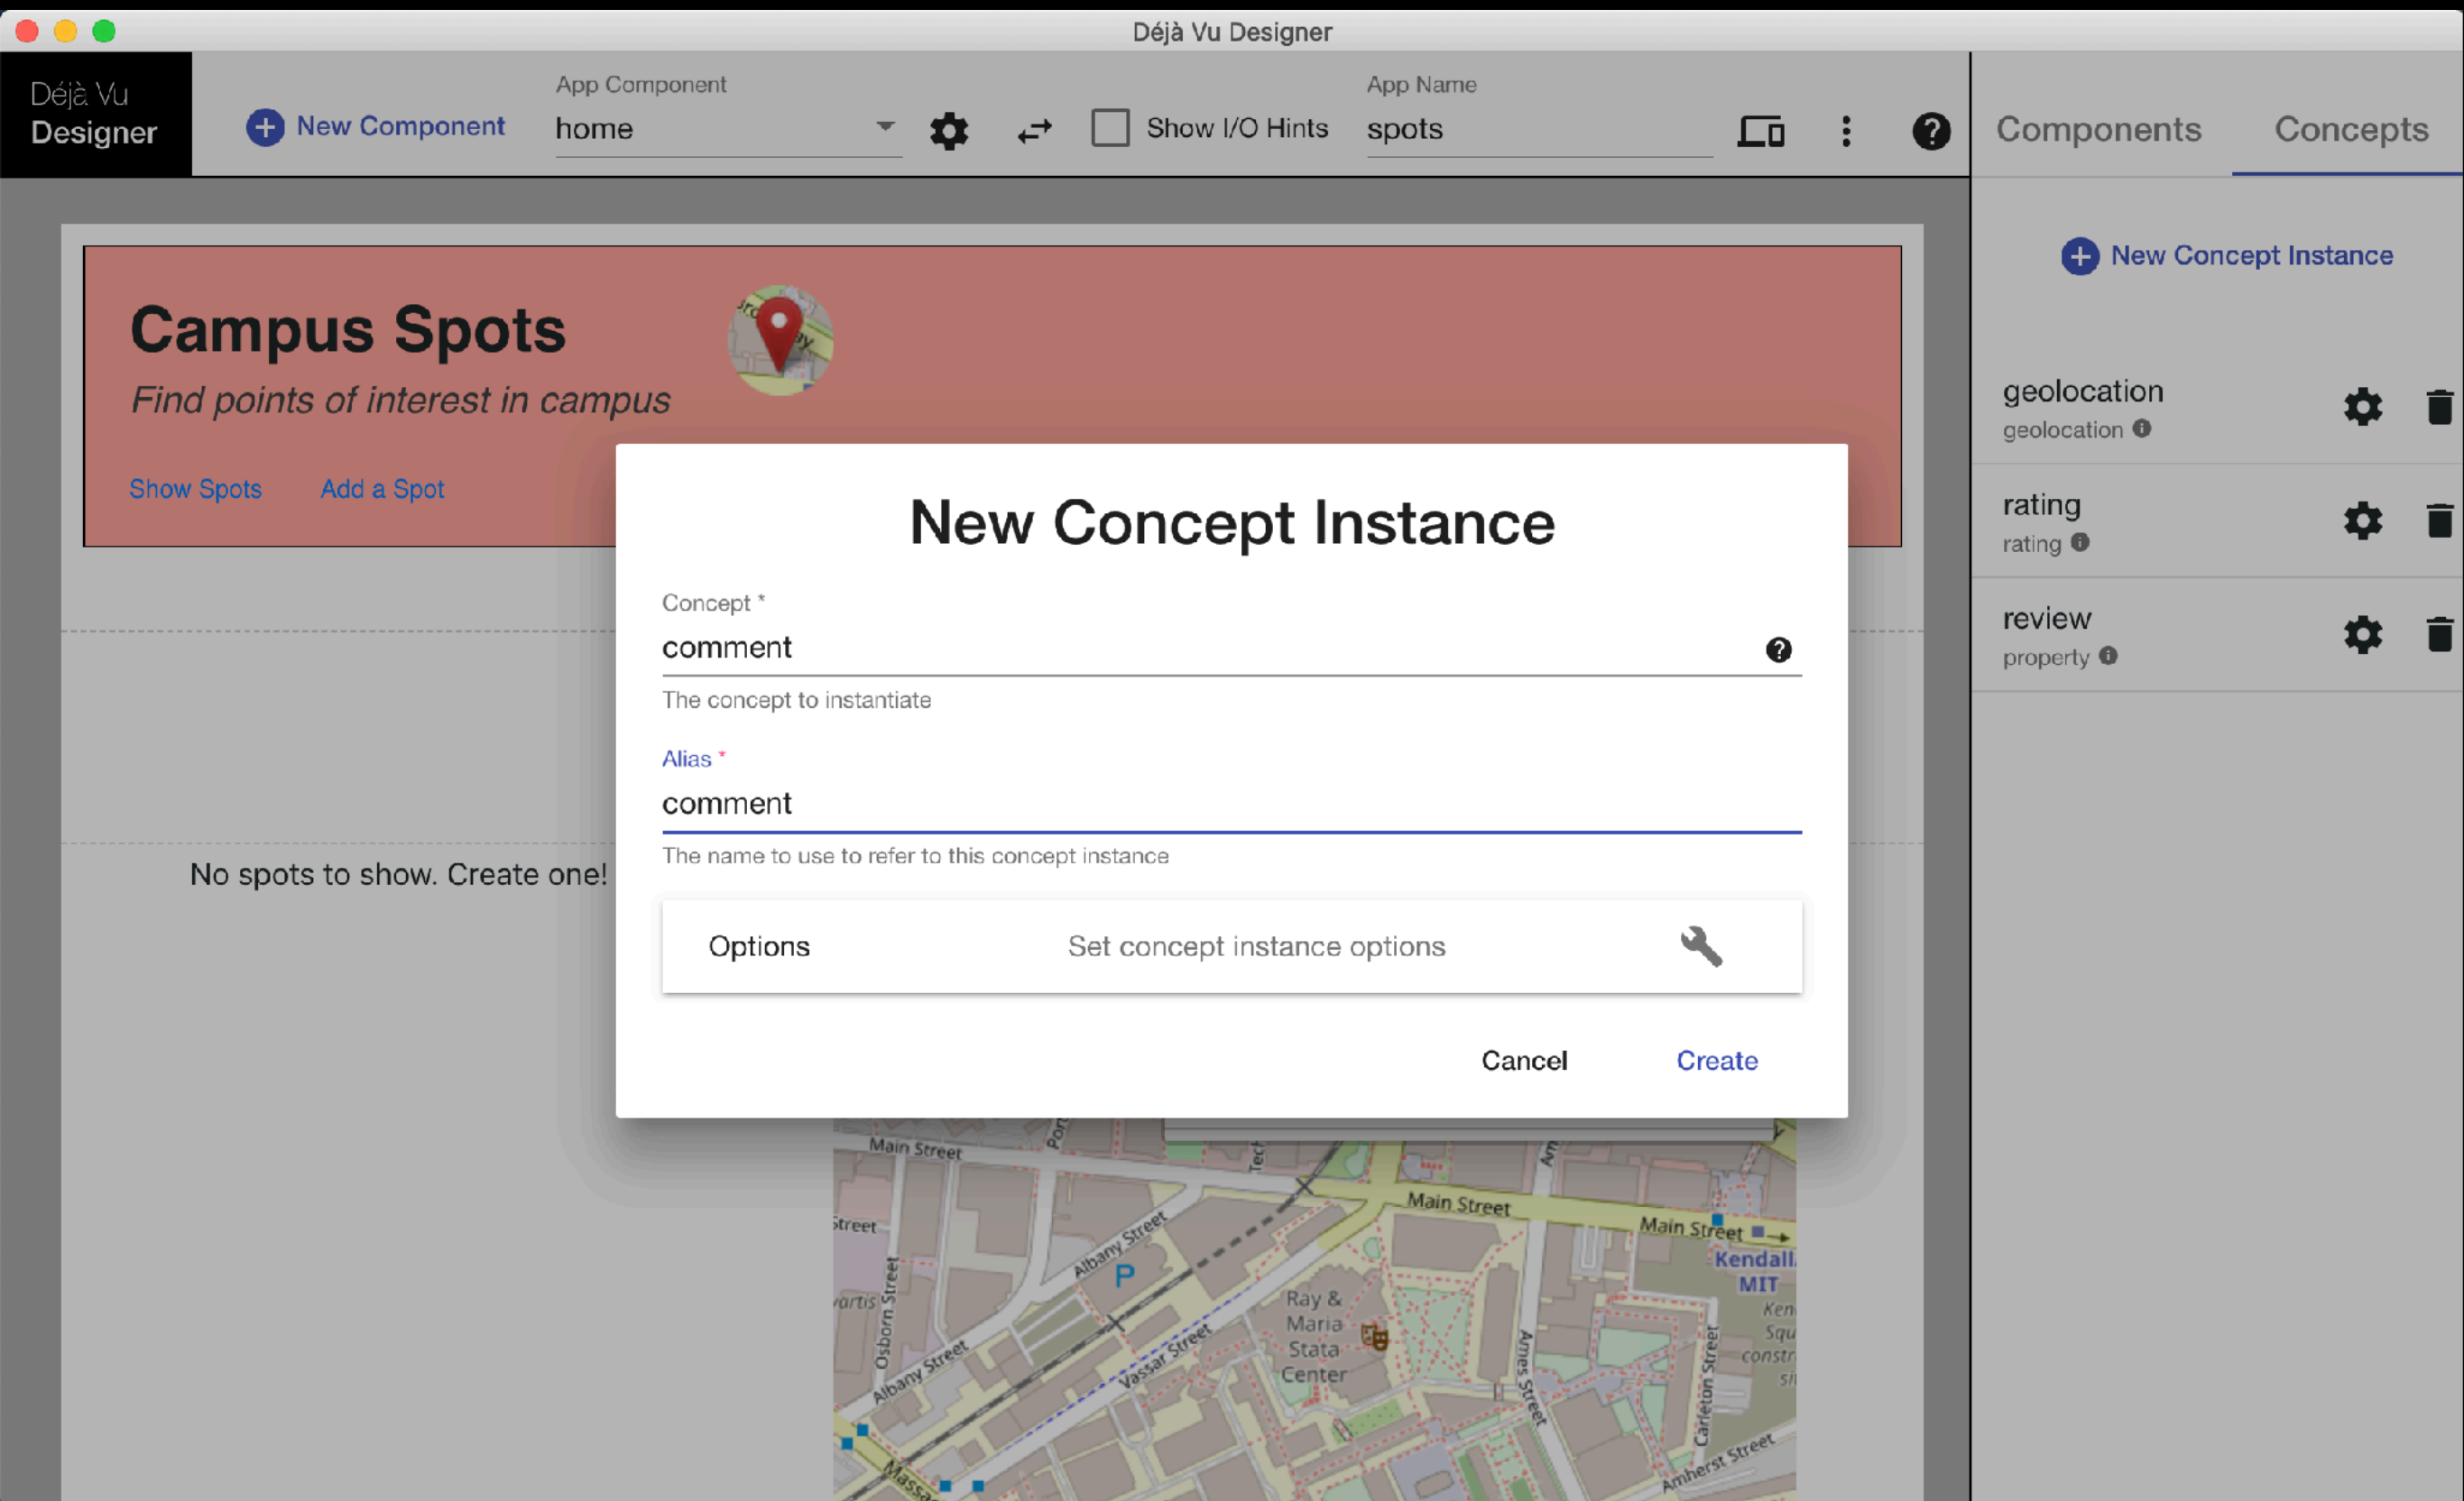 Déjà Vu Designer
Déjà Vu
Designer
New Component
App Component
home
Show I/O Hints
App Name
spots
Components
Concepts
New Concept Instance
Campus Spots
Find points of interest in campus
Show Spots
Add a Spot
geolocation
geolocation
rating
rating
review
property
New Concept Instance
Concept *
comment
The concept to instantiate
Alias *
comment
The name to use to refer to this concept instance
Options
Set concept instance options
Cancel
Create
No spots to show. Create one!
Main Street
Main Street
Main Street
Kendall
MIT
Albany Street
P
Osborn Street
Ray &
Maria
Stata
Center
Albany Street
Vassar Street
Ames Street
Carleton Street
Amherst Street